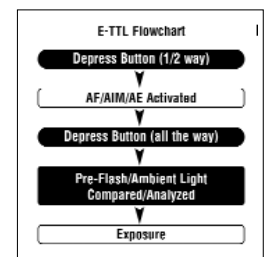 E-TTL Flowchart
Depress Button (1/2 way)
AF/AIM/AE Activated
Depress Button (all the way)
Pre-Flash/Ambient Light
Compared/Analyzed
Exposure